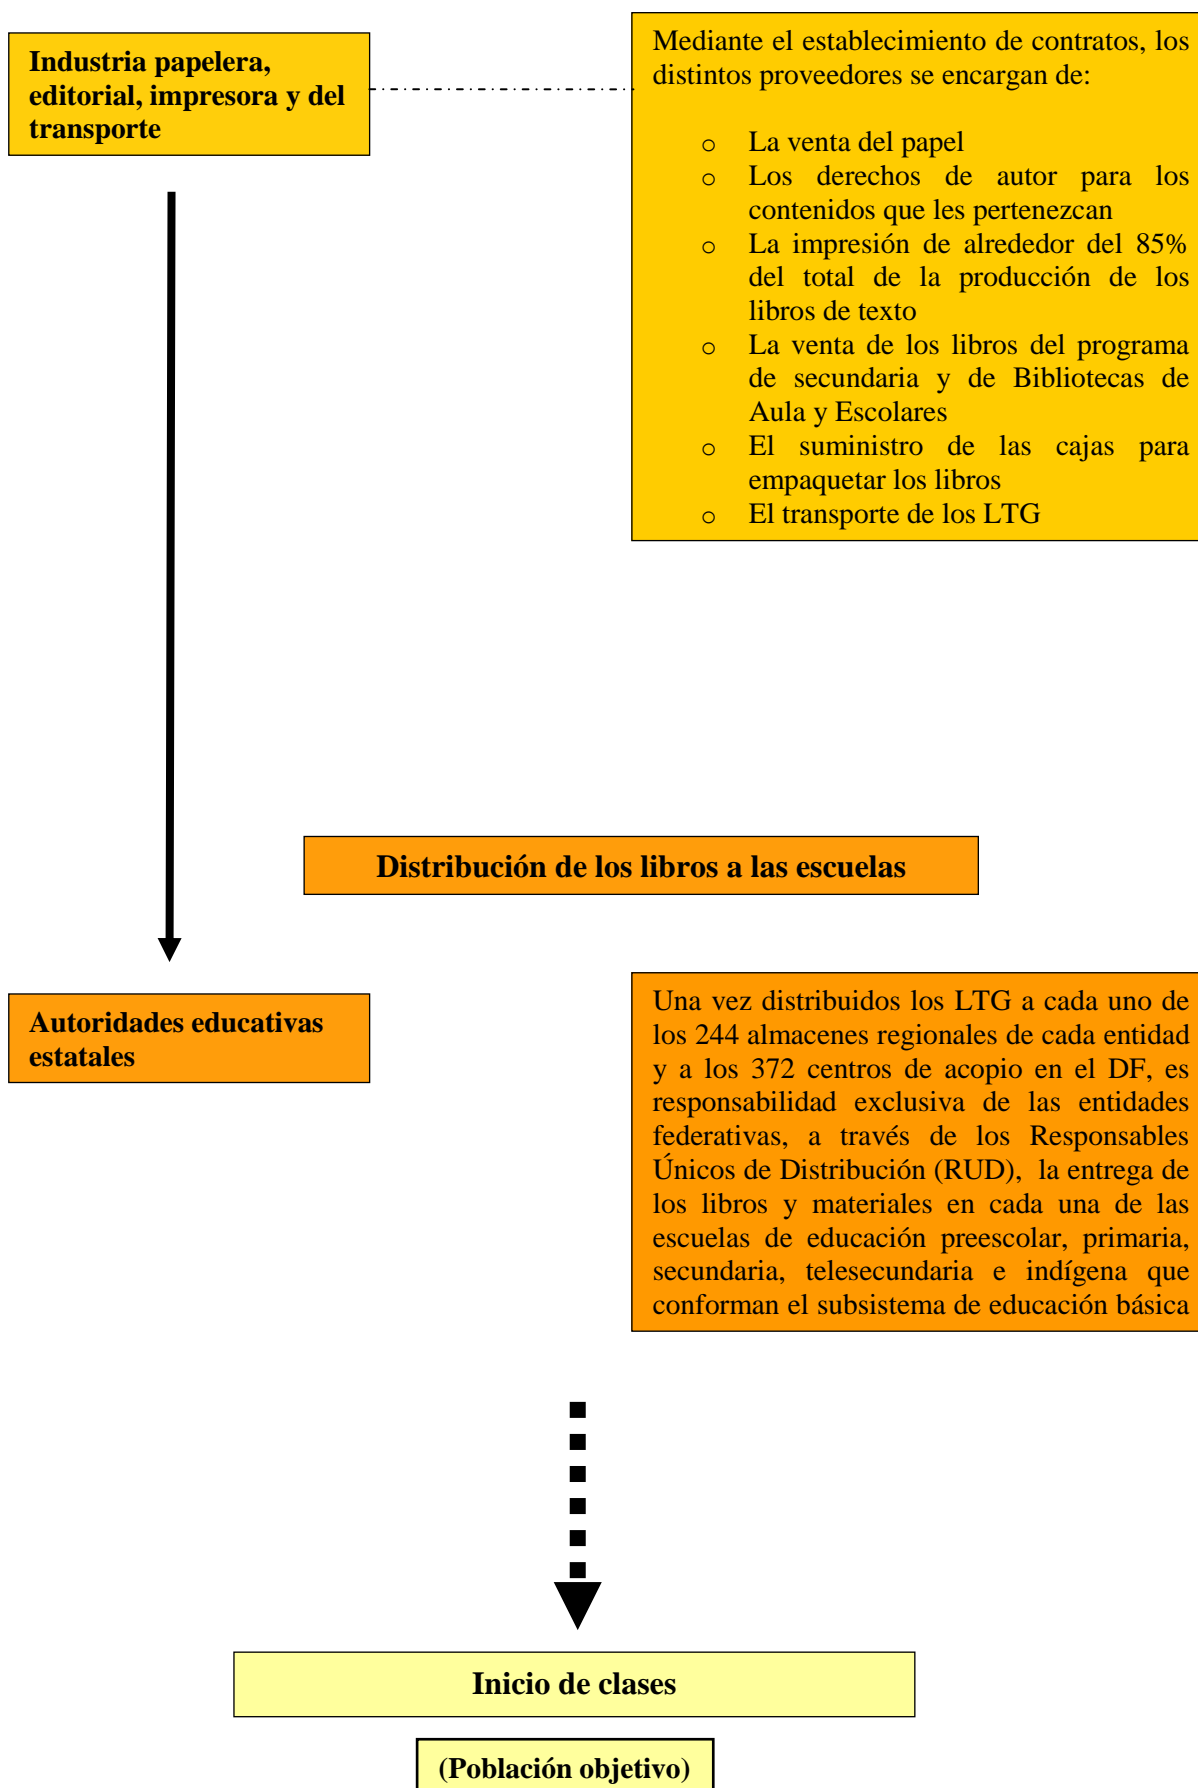 Industria papelera,
editorial, impresora y del
transporte
Mediante el establecimiento de contratos, los
distintos proveedores se encargan de:
o La venta del papel
o Los derechos de autor para los
contenidos que les pertenezcan
o La impresión de alrededor del 85%
del total de la producción de los
libros de texto
o La venta de los libros del programa
de secundaria y de Bibliotecas de
Aula y Escolares
o El suministro de las cajas para
empaquetar los libros
o El transporte de los LTG
Distribución de los libros a las escuelas
Autoridades educativas
estatales
Una vez distribuidos los LTG a cada uno de
los 244 almacenes regionales de cada entidad
y a los 372 centros de acopio en el DF, es
responsabilidad exclusiva de las entidades
federativas, a través de los Responsables
Únicos de Distribución (RUD), la entrega de
los libros y materiales en cada una de las
escuelas de educación preescolar, primaria,
secundaria, telesecundaria e indígena que
conforman el subsistema de educación básica
Inicio de clases
(Población objetivo)